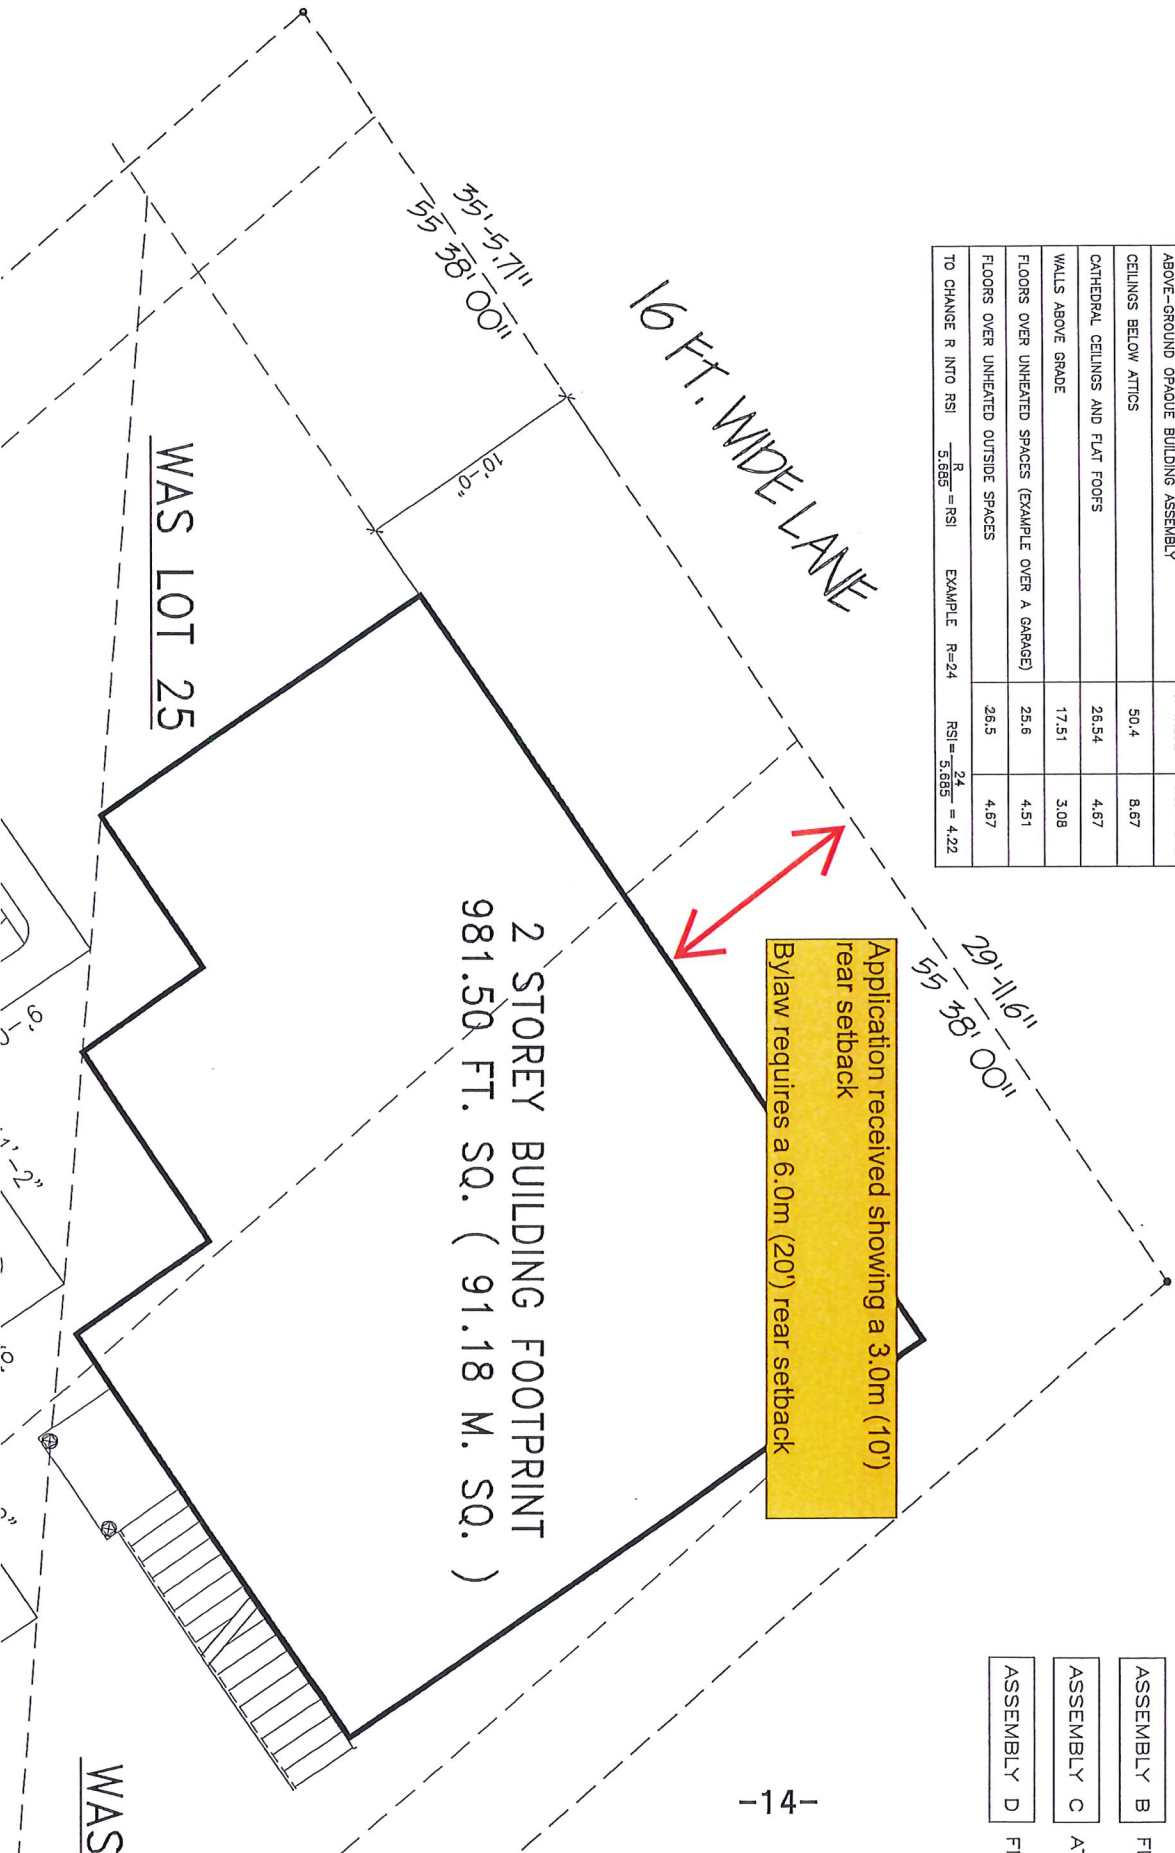 ABOVE-GROUND OPAQUE BUILDING ASSEMBLY
CEILINGS BELOW ATTICS 50.4 8.67
CATHEDRAL CEILINGS AND FLAT FOOFS 26.54 4.67
WALLS ABOVE GRADE 17.51 3.08
FLOORS OVER UNHEATED SPACES (EXAMPLE OVER A GARAGE) 25.6 4.51
FLOORS OVER UNHEATED OUTSIDE SPACES 26.5 4.67
TO CHANGE R INTO RSI R/5.685 = RSI EXAMPLE R=24 RSI= 24/5.685 = 4.22
ASSEMBLY B
ASSEMBLY C
ASSEMBLY D
16 FT. WIDE LANE
35'-5.71"
55 38' 00"
29'-11.6"
55 38' 00"
10'-0"
Application received showing a 3.0m (10')
rear setback
Bylaw requires a 6.0m (20') rear setback
2 STOREY BUILDING FOOTPRINT
981.50 FT. SQ. ( 91.18 M. SQ. )
WAS LOT 25
WAS
-14-